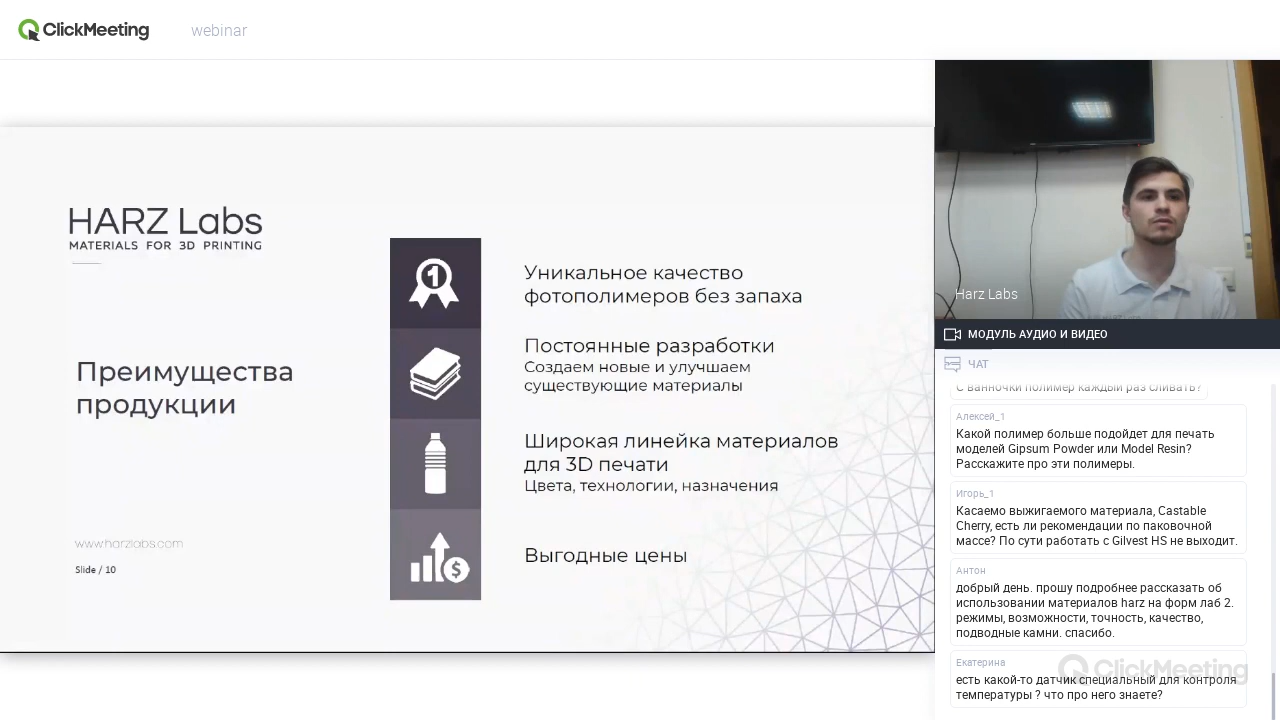 ClickMeeting
webinar
HARZ Labs
MATERIALS FOR 3D PRINTING
Преимущества
продукции
www.harzlabs.com
Slide / 10
1
Уникальное качество
фотополимеров без запаха
Постоянные разработки
Создаем новые и улучшаем
существующие материалы
Широкая линейка материалов
для 3D печати
Цвета, технологии, назначения
$
Выгодные цены
Harz Labs
МОДУЛЬ АУДИО И ВИДЕО
ЧАТ
С ванночки полимер каждый раз сливать?
Алексей_1
Какой полимер больше подойдет для печать
моделей Gipsum Powder или Model Resin?
Расскажите про эти полимеры.
Игорь_1
Касаемо выжигаемого материала, Castable
Cherry, есть ли рекомендации по паковочной
массе? По сути работать с Gilvest HS не выходит.
Антон
добрый день. прошу подробнее рассказать об
использовании материалов harz на форм лаб 2.
режимы, возможности, точность, качество,
подводные камни. спасибо.
Екатерина
есть какой-то датчик специальный для контроля
температуры ? что про него знаете?
ClickMeeting